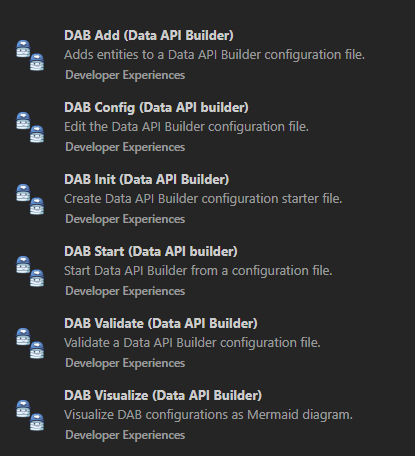 DAB Add (Data API Builder)
Adds entities to a Data API Builder configuration file.
Developer Experiences
DAB Config (Data API builder)
Edit the Data API Builder configuration file.
Developer Experiences
DAB Init (Data API Builder)
Create Data API Builder configuration starter file.
Developer Experiences
DAB Start (Data API builder)
Start Data API Builder from a configuration file.
Developer Experiences
DAB Validate (Data API Builder)
Validate a Data API Builder configuration file.
Developer Experiences
DAB Visualize (Data API Builder)
Visualize DAB configurations as Mermaid diagram.
Developer Experiences